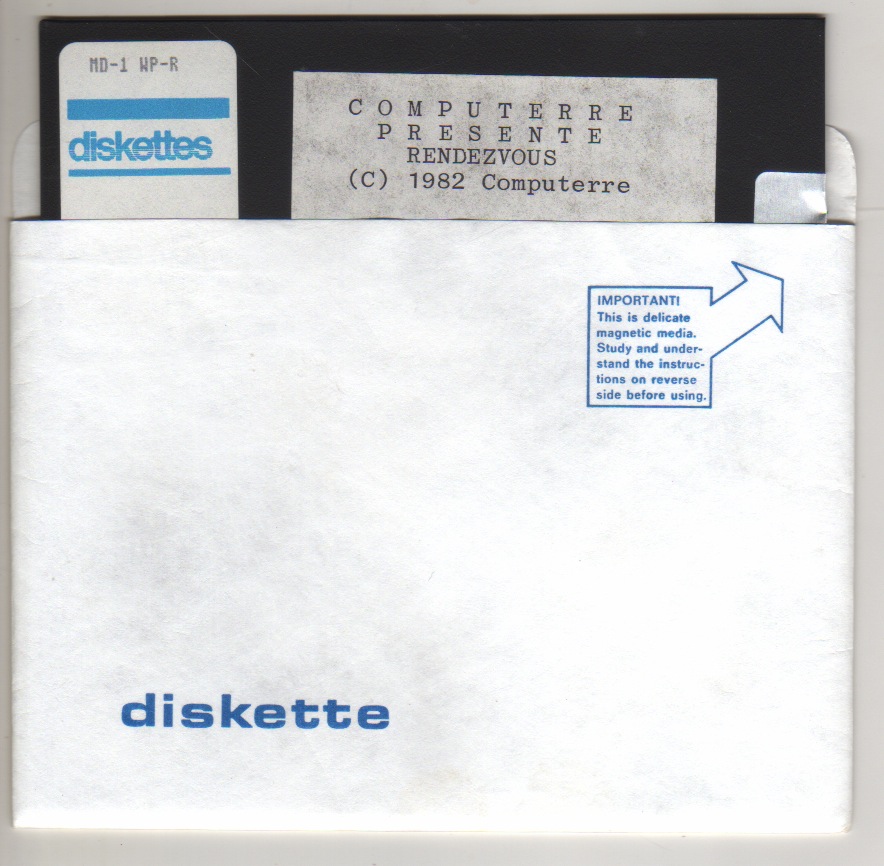 MD-1 WP-R
diskettes
C O M P U T E R R E
P R E S E N T E
RENDEZVOUS
(C) 1982 Computerre
IMPORTANT!
This is delicate
magnetic media.
Study and under-
stand the instruc-
tions on reverse
side before using.
diskette